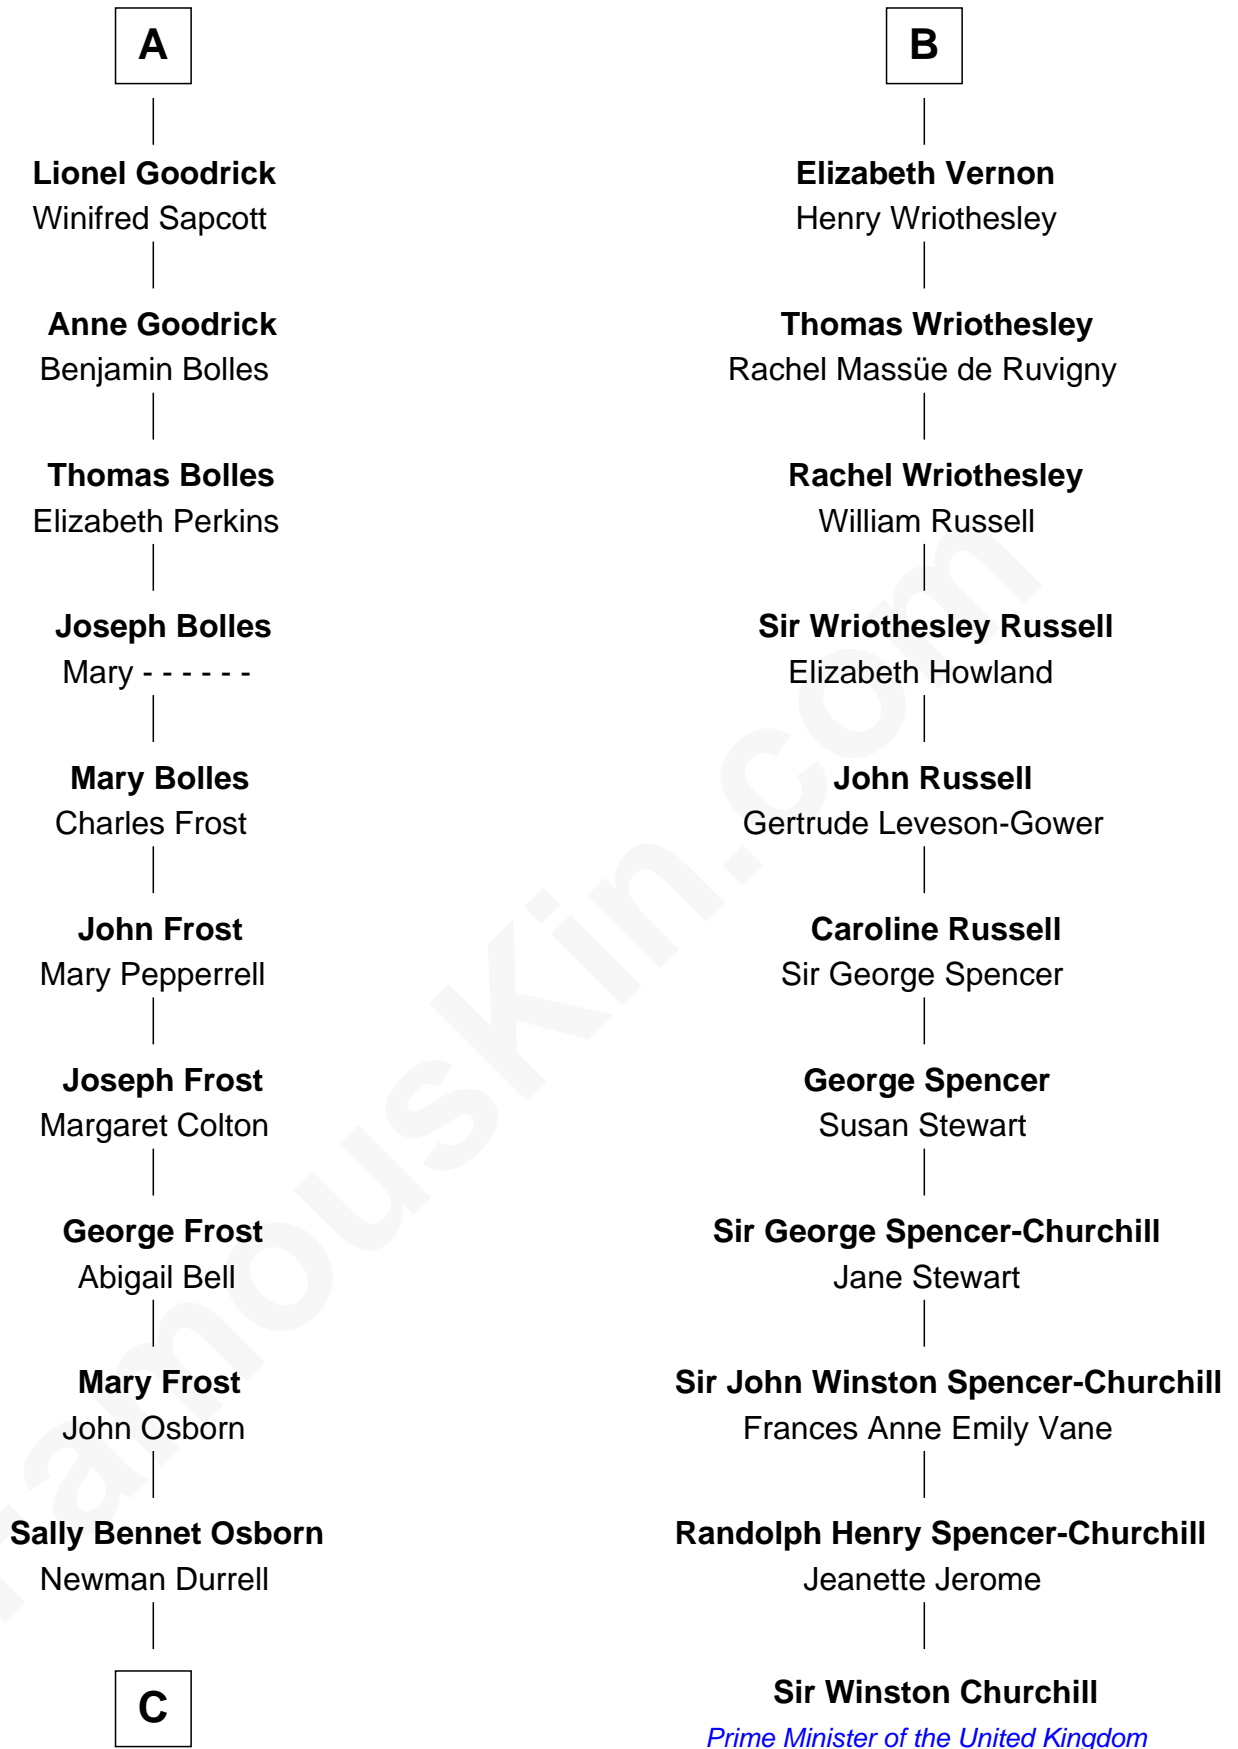 A
Lionel Goodrick
Winifred Sapcott
Anne Goodrick
Benjamin Bolles
Thomas Bolles
Elizabeth Perkins
Joseph Bolles
Mary - - - - - -
Mary Bolles
Charles Frost
John Frost
Mary Pepperrell
Joseph Frost
Margaret Colton
George Frost
Abigail Bell
Mary Frost
John Osborn
Sally Bennet Osborn
Newman Durrell
C
B
Elizabeth Vernon
Henry Wriothesley
Thomas Wriothesley
Rachel Massüe de Ruvigny
Rachel Wriothesley
William Russell
Sir Wriothesley Russell
Elizabeth Howland
John Russell
Gertrude Leveson-Gower
Caroline Russell
Sir George Spencer
George Spencer
Susan Stewart
Sir George Spencer-Churchill
Jane Stewart
Sir John Winston Spencer-Churchill
Frances Anne Emily Vane
Randolph Henry Spencer-Churchill
Jeanette Jerome
Sir Winston Churchill
Prime Minister of the United Kingdom
FamousKin.com